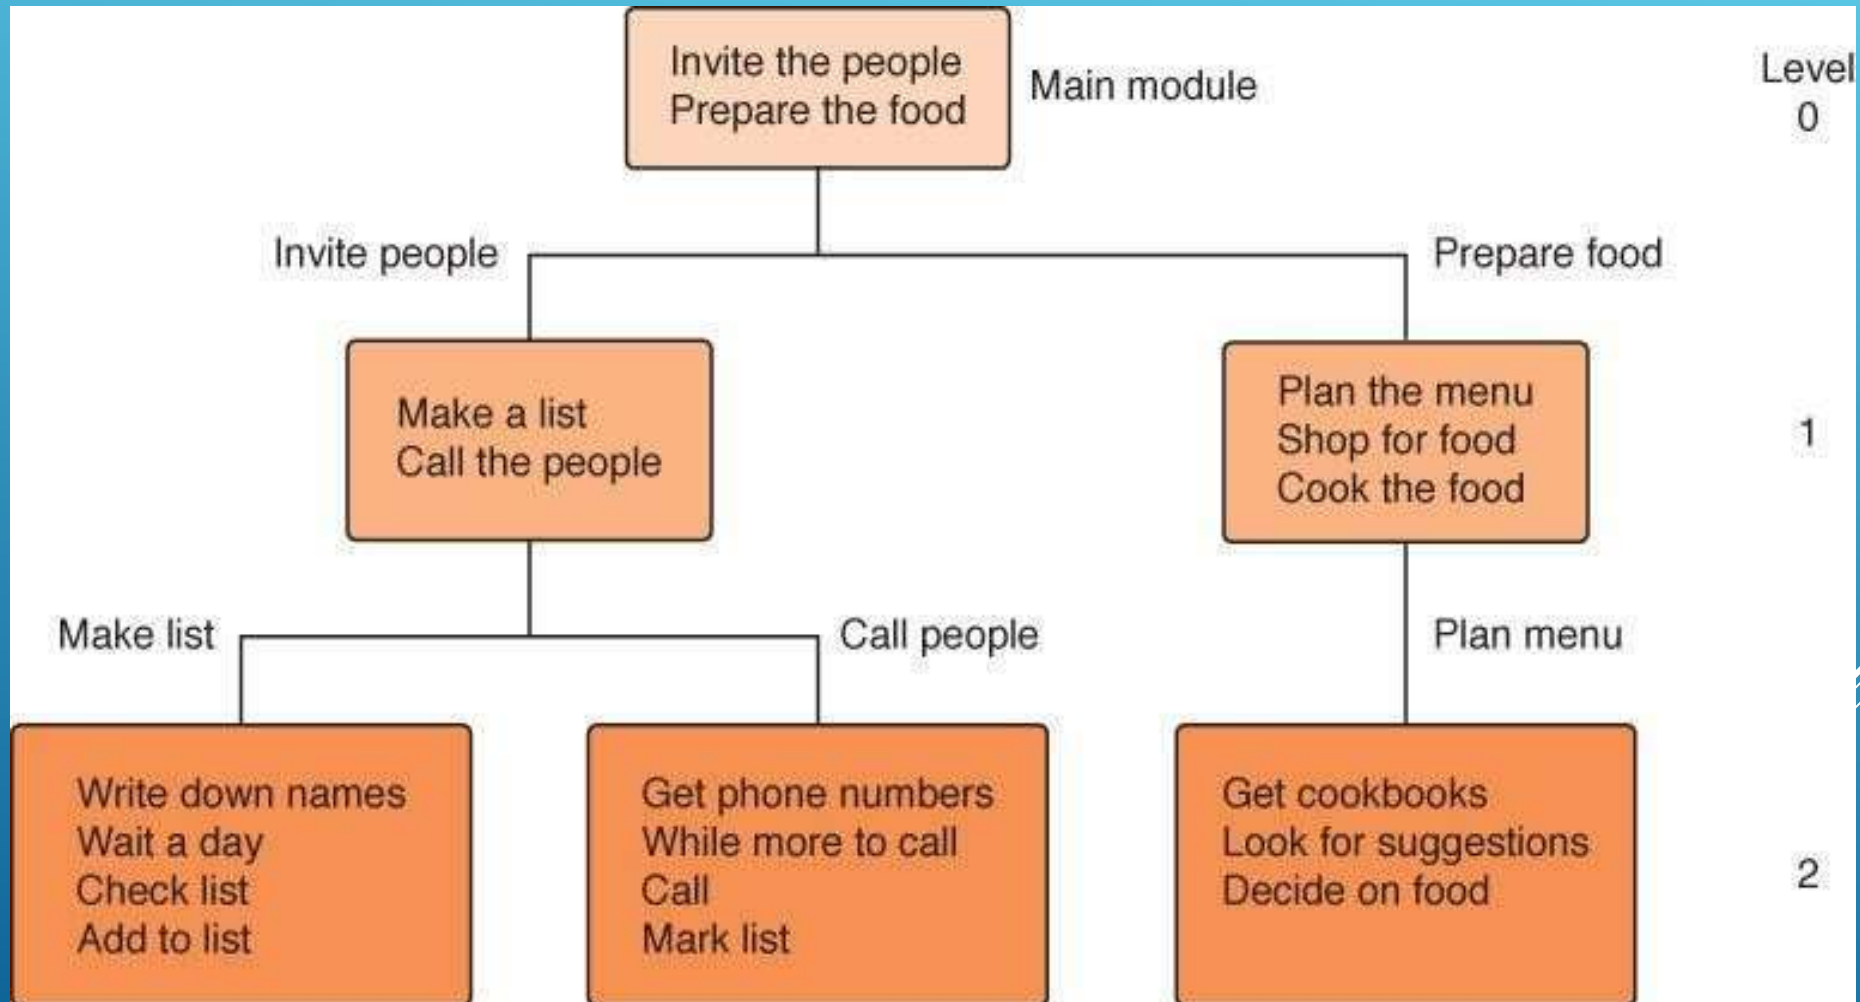 Invite the people
Prepare the food
Main module
Level
0
Invite people
Prepare food
Make a list
Call the people
Plan the menu
Shop for food
Cook the food
1
Make list
Call people
Plan menu
Write down names
Wait a day
Check list
Add to list
Get phone numbers
While more to call
Call
Mark list
Get cookbooks
Look for suggestions
Decide on food
2